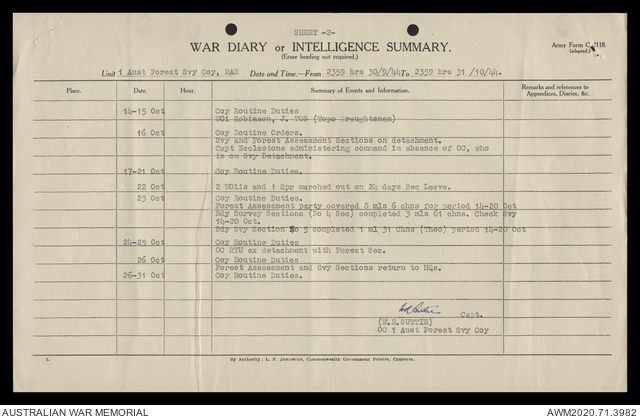 SHEET -2-
WAR DIARY or INTELLIGENCE SUMMARY.
(Erase heading not required.)
Army Form C. 2118.
(adapted.)
Unit 1 Aust Forest Svy Coy, RAE Date and Time.—From 2359 hrs 30/9/44 To 2359 hrs 31/10/44.
Place. Date. Hour. Summary of Events and Information. Remarks and references to Appendices, Diaries, &c.
14-15 Oct Coy Routine Duties
WO1 Robinson, J. TOS (Topo Draughtsman)
16 Oct Coy Routine Orders.
Svy and Forest Assessment Sections on detachment.
Capt Ecclestone administering command in absence of OC, who
is on Svy Detachment.
17-21 Oct Coy Routine Duties.
22 Oct 2 WOiis and 1 Spr marched out on 24 days Rec Leave.
23 Oct Coy Routine Duties.
Forest Assessment party covered 8 mls 6 chns for period 14-20 Oct
Bdy Survey Sections (No 4 Sec) completed 3 mls 61 chns. Check Svy
14-20 Oct.
Bdy Svy Section No 5 completed 1 ml 31 Chns (Theo) period 14-20 Oct
24-25 Oct Coy Routine Duties
OC RTU ex detachment with Forest Sec.
26 Oct Coy Routine Duties
Forest Assessment and Svy Sections return to HQs.
26-31 Oct Coy Routine Duties.
Capt.
(W.R.SUTTIE)
OC 1 Aust Forest Svy Coy
By Authority: L. F. Johnston, Commonwealth Government Printer, Canberra.
AUSTRALIAN WAR MEMORIAL
AWM2020.71.3982